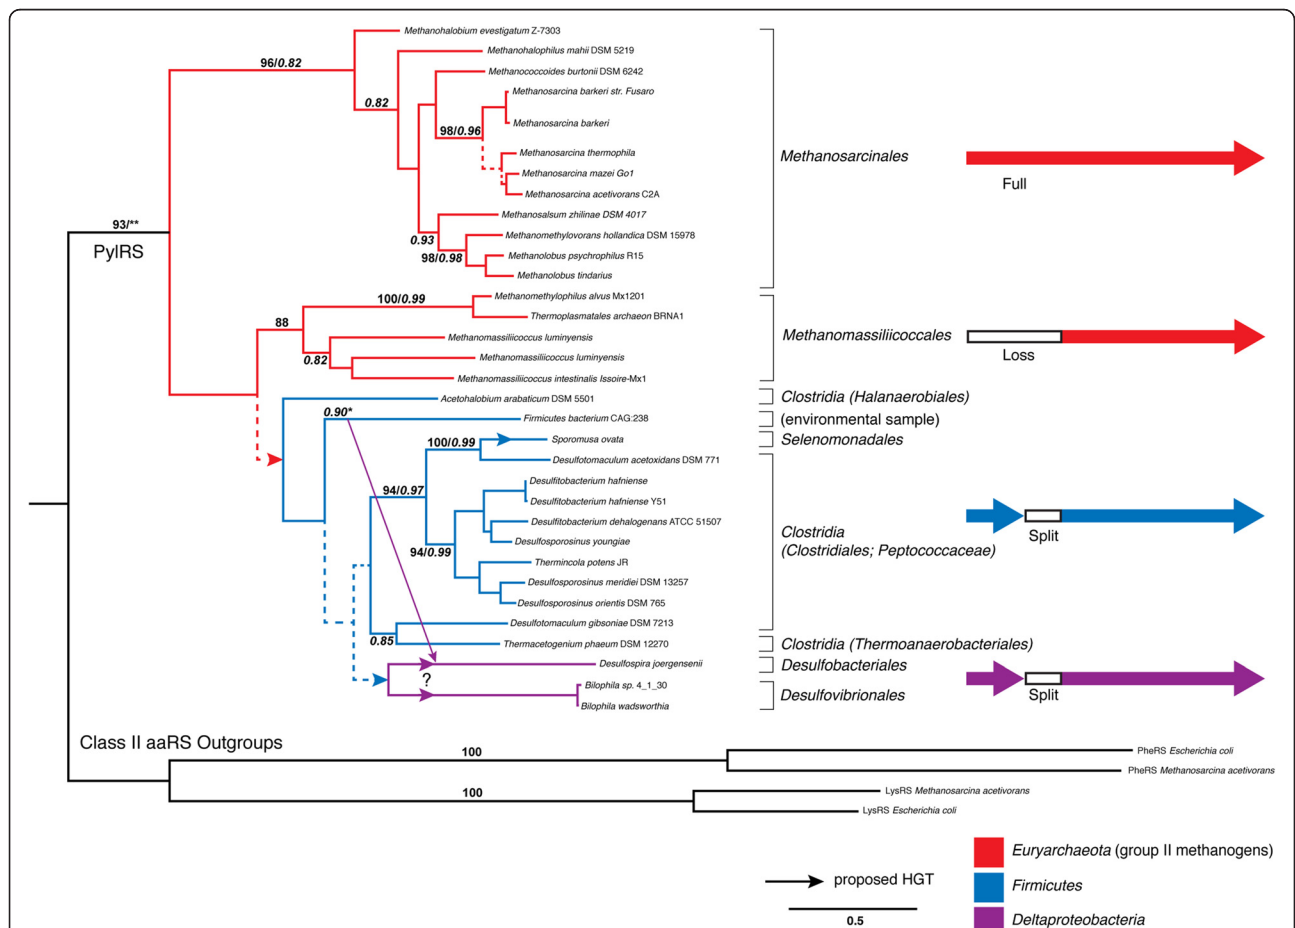 Methanohalobium evestigatum Z-7303
96/0.82
Methanohalophilus mahii DSM 5219
Methanococcoides burtonii DSM 6242
Methanosarcina barkeri str. Fusaro
0.82
Methanosarcina barkeri
98/0.96
Methanosarcina thermophila
Methanosarcinales
Methanosarcina mazei Go1
Full
Methanosarcina acetivorans C2A
Methanosalsum zhilinae DSM 4017
93/**
PylRS
Methanomethylovorans hollandica DSM 15978
0.93
98/0.98
Methanolobus psychrophilus R15
Methanolobus tindarius
Methanomethylophilus alvus Mx1201
100/0.99
Thermoplasmatales archaeon BRNA1
88
Methanomassiliicoccus luminyensis
Methanomassiliicoccales
Loss
0.82
Methanomassiliicoccus luminyensis
Methanomassiliicoccus intestinalis Issoire-Mx1
Acetohalobium arabaticum DSM 5501
Clostridia (Halanaerobiales)
0.90*
Firmicutes bacterium CAG:238
(environmental sample)
100/0.99
Sporomusa ovata
Selenomonadales
Desulfotomaculum acetoxidans DSM 771
Desulfitobacterium hafniense
94/0.97
Desulfitobacterium hafniense Y51
Desulfitobacterium dehalogenans ATCC 51507
Desulfosporosinus youngiae
Clostridia
(Clostridiales; Peptococcaceae)
Split
94/0.99
Thermincola potens JR
Desulfosporosinus meridiei DSM 13257
Desulfosporosinus orientis DSM 765
Desulfotomaculum gibsoniae DSM 7213
0.85
Thermacetogenium phaeum DSM 12270
Clostridia (Thermoanaerobacteriales)
Desulfospira joergensenii
Desulfobacteriales
?
Bilophila sp. 4_1_30
Desulfovibrionales
Split
Bilophila wadsworthia
Class II aaRS Outgroups
100
PheRS Escherichia coli
PheRS Methanosarcina acetivorans
100
LysRS Methanosarcina acetivorans
LysRS Escherichia coli
Euryarchaeota (group II methanogens)
proposed HGT
Firmicutes
0.5
Deltaproteobacteria